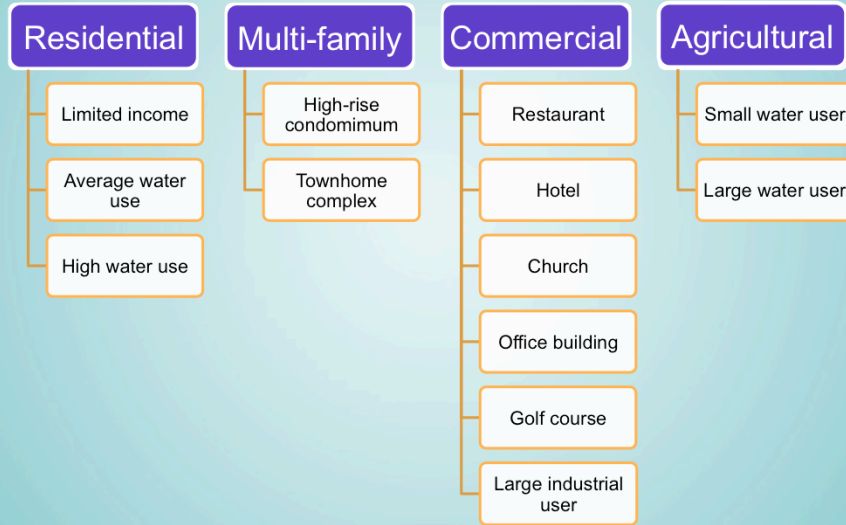 Residential
Limited income
Average water
use
High water use
Multi-family
High-rise
condomimum
Townhome
complex
Commercial
Restaurant
Hotel
Church
Office building
Golf course
Large industrial
user
Agricultural
Small water user
Large water user